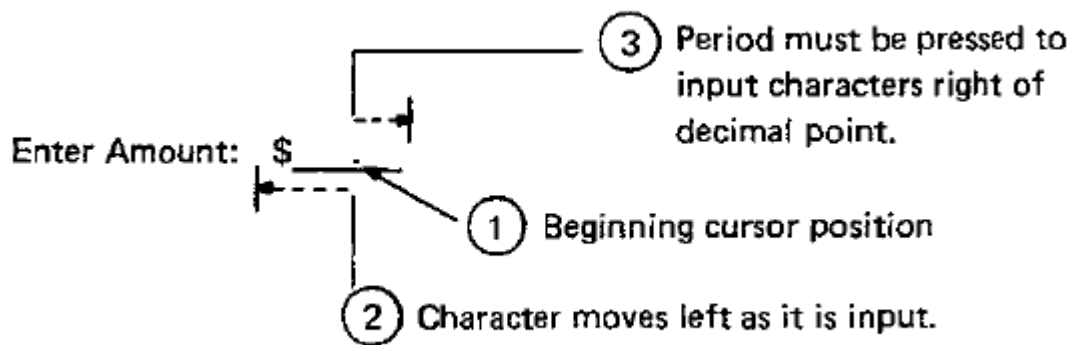 3 Period must be pressed to
input characters right of
decimal point.
Enter Amount: $ .
1 Beginning cursor position
2 Character moves left as it is input.